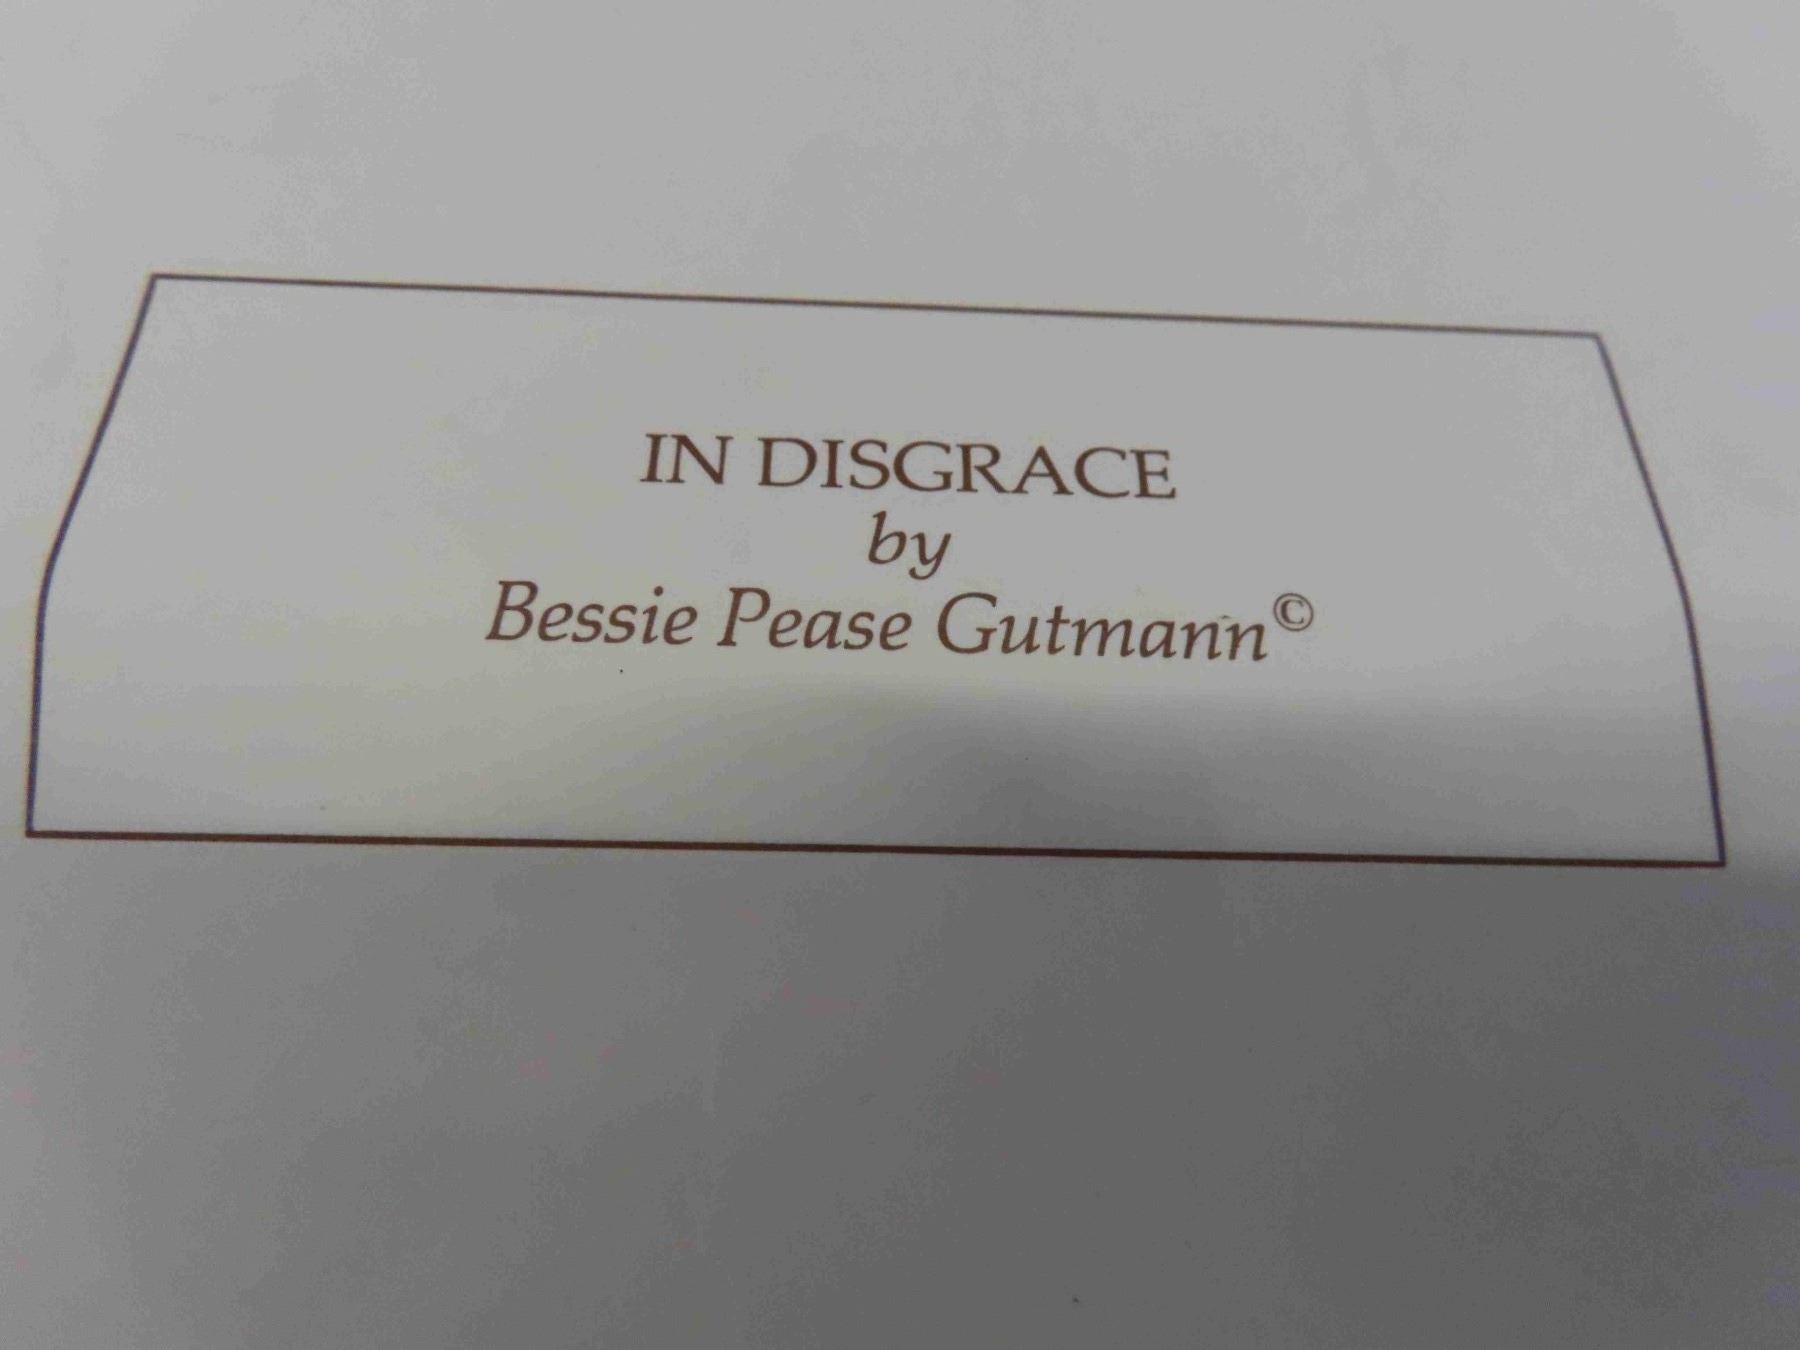 IN DISGRACE
by
Bessie Pease Gutmann©